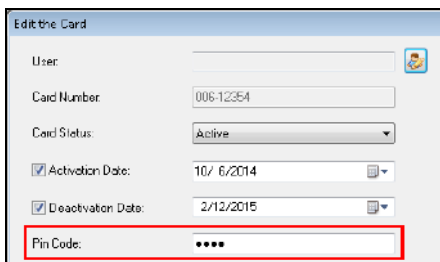 Edit the Card
User:
Card Number: 006-12354
Card Status: Active
Activation Date: 10/ 6/2014
Deactivation Date: 2/12/2015
Pin Code: ••••